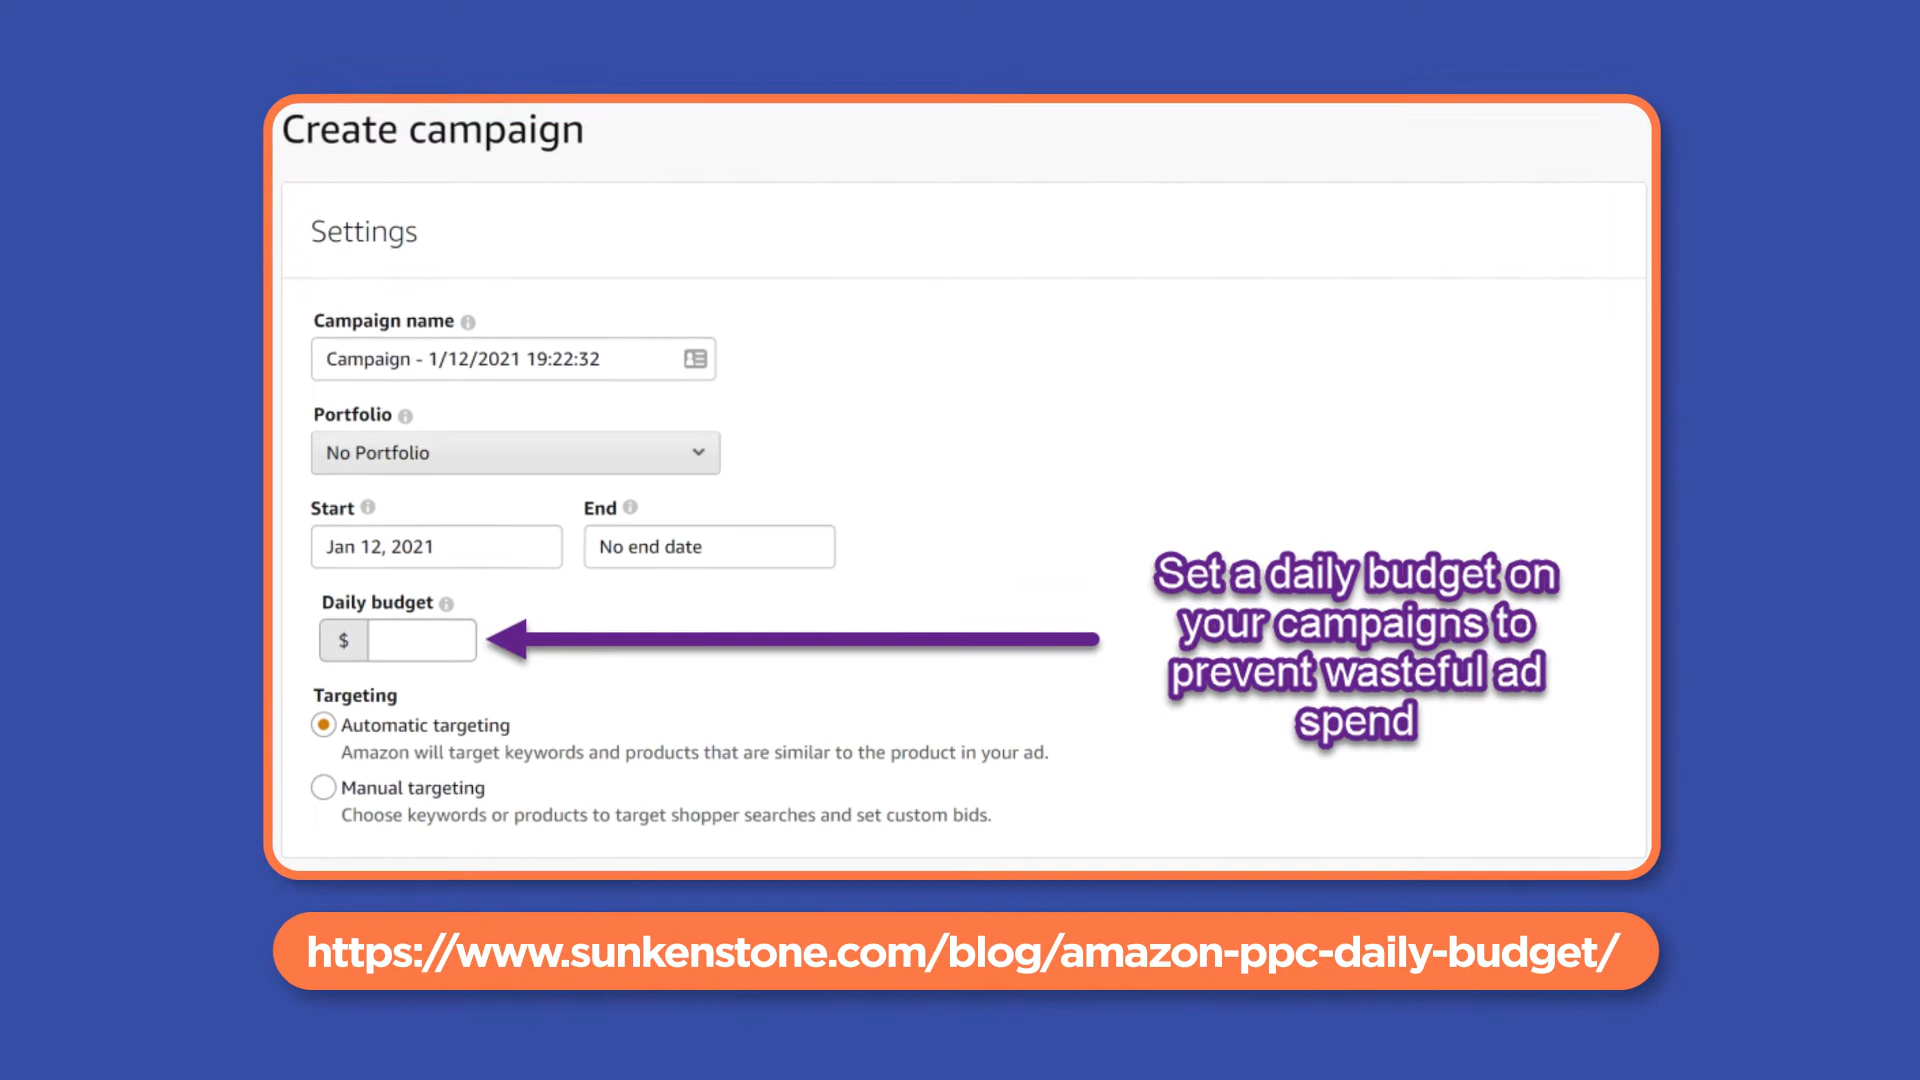 Create campaign
Settings
Campaign name
Campaign - 1/12/2021 19:22:32
Portfolio
No Portfolio
Start
End
Jan 12, 2021
No end date
Daily budget
$
Set a daily budget on
your campaigns to
prevent wasteful ad
spend
Targeting
Automatic targeting
Amazon will target keywords and products that are similar to the product in your ad.
Manual targeting
Choose keywords or products to target shopper searches and set custom bids.
https://www.sunkenstone.com/blog/amazon-ppc-daily-budget/